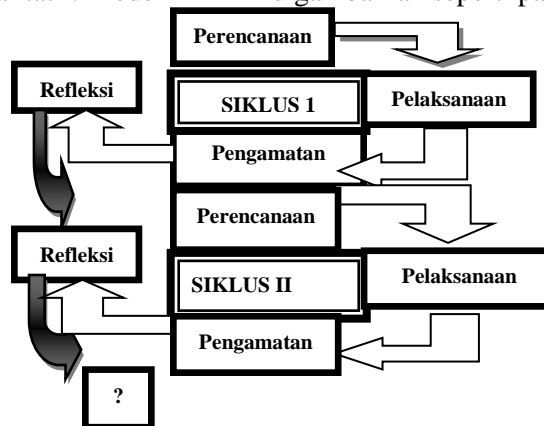 Perencanaan
Refleksi
SIKLUS 1
Pelaksanaan
Pengamatan
Perencanaan
Refleksi
SIKLUS II
Pelaksanaan
Pengamatan
?